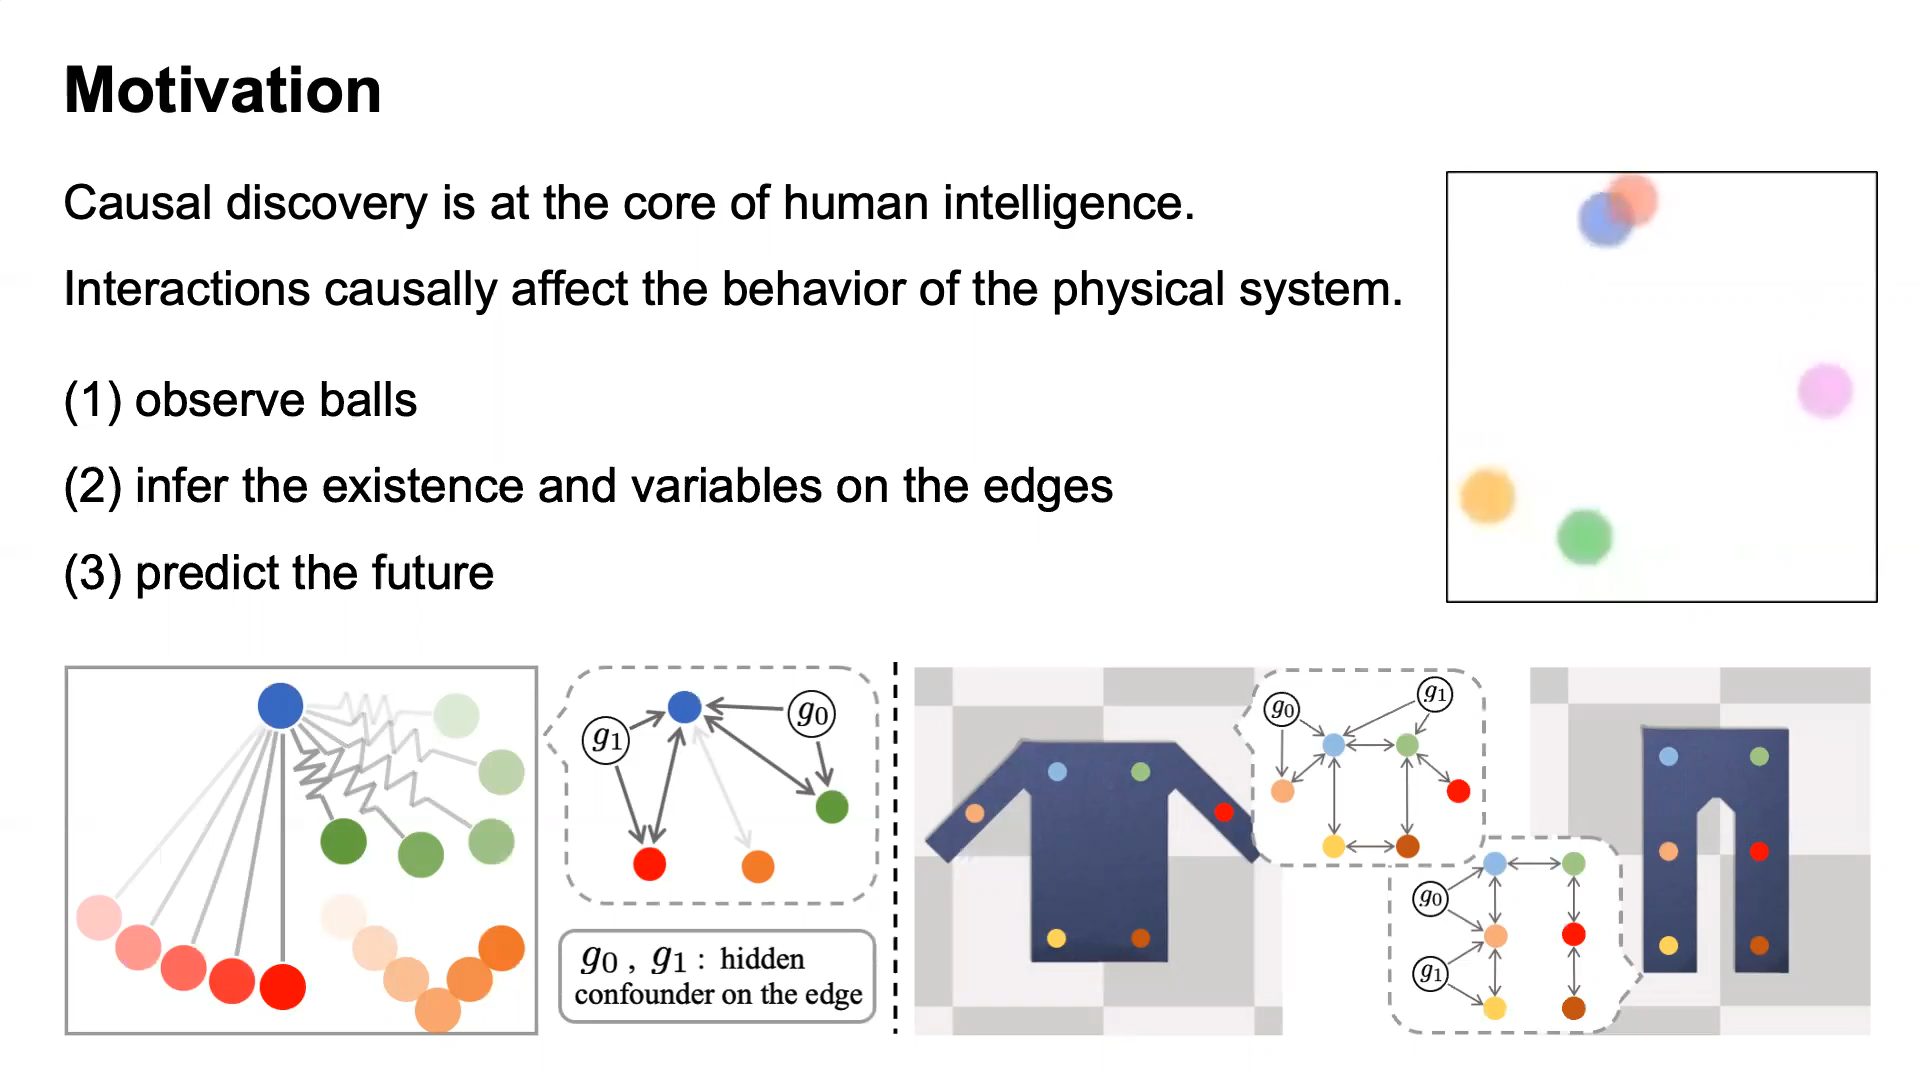 Motivation
Causal discovery is at the core of human intelligence.
Interactions causally affect the behavior of the physical system.
(1) observe balls
(2) infer the existence and variables on the edges
(3) predict the future
g₁
g₀
g₀ , g₁ : hidden
confounder on the edge
g₀
g₁
g₀
g₁